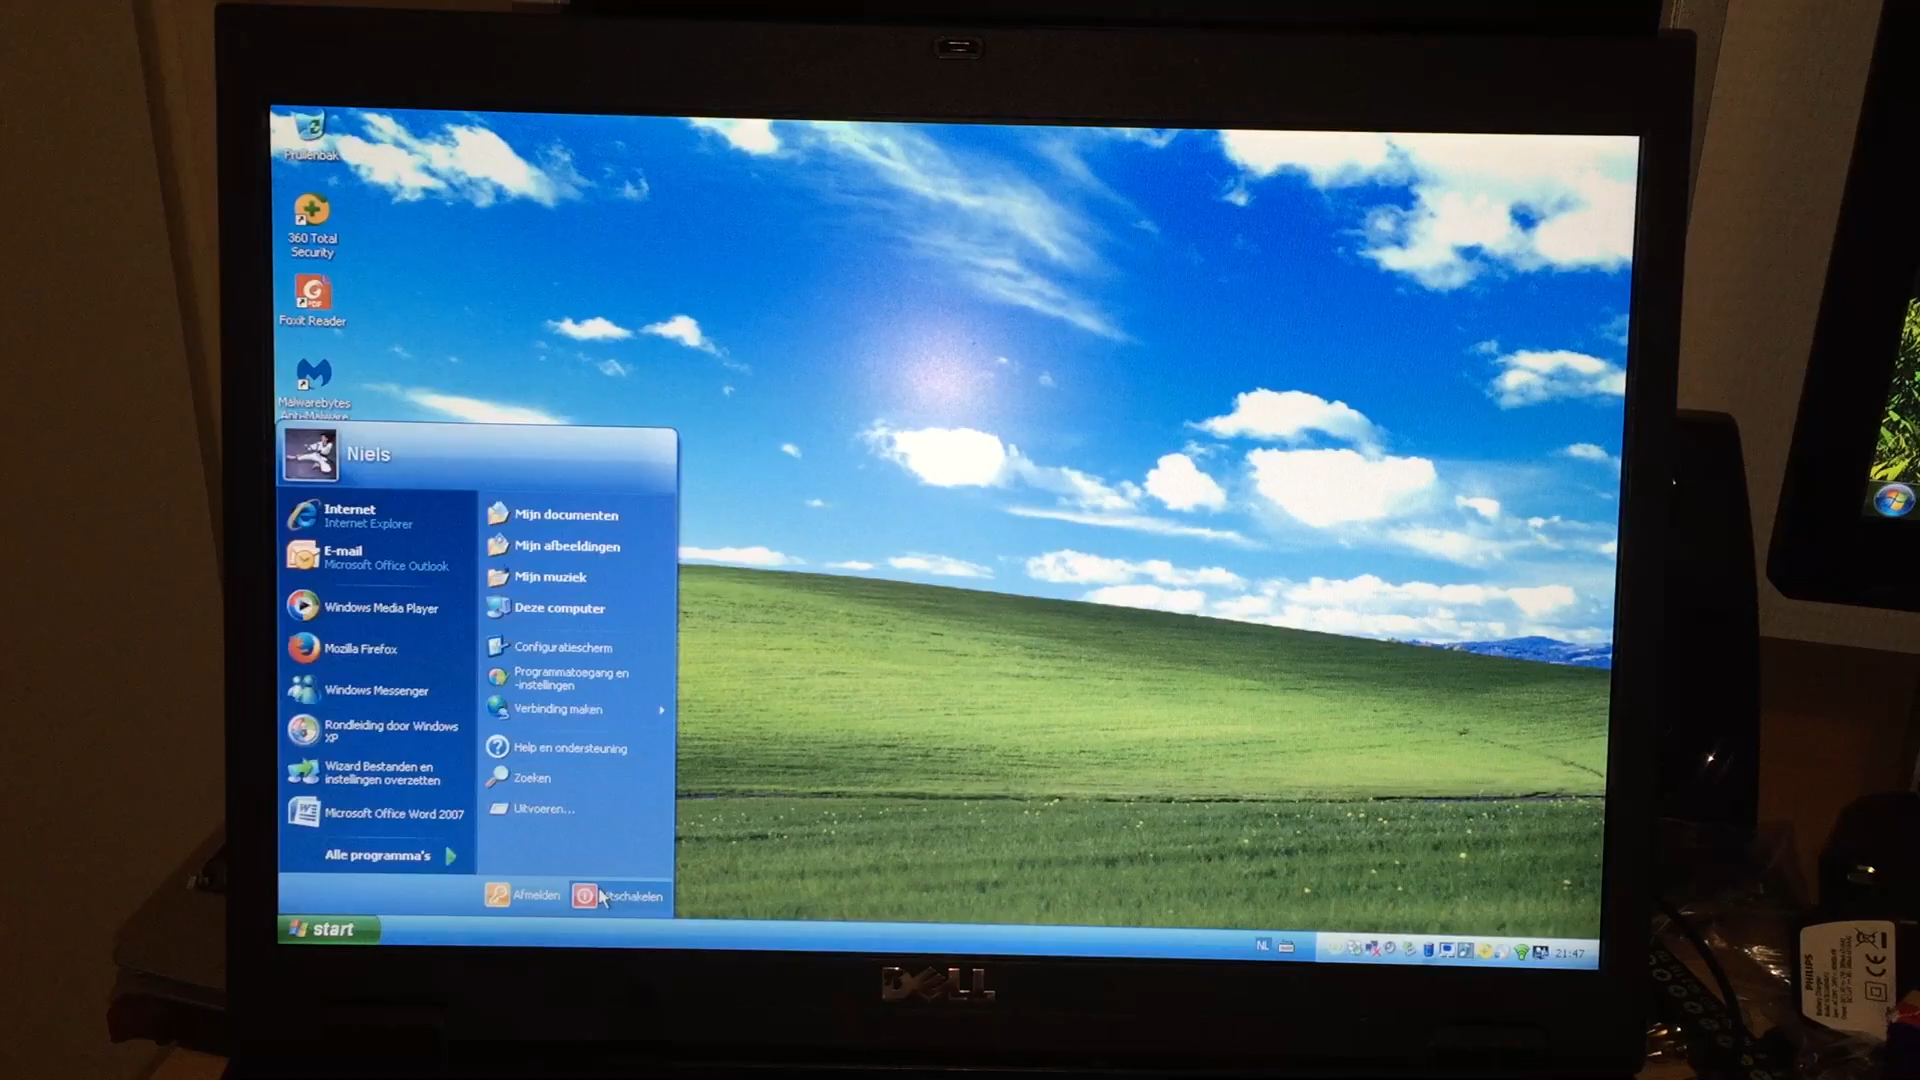 Prullenbak
360 Total
Security
Foxit Reader
Malwarebytes
Anti-Malware
Niels
Internet
Internet Explorer
E-mail
Microsoft Office Outlook
Windows Media Player
Mozilla Firefox
Windows Messenger
Rondleiding door Windows
XP
Wizard Bestanden en
instellingen overzetten
Microsoft Office Word 2007
Alle programma's
Mijn documenten
Mijn afbeeldingen
Mijn muziek
Deze computer
Configuratiescherm
Programmatoegang en
-instellingen
Verbinding maken
Help en ondersteuning
Zoeken
Uitvoeren...
Afmelden
Uitschakelen
start
NL
21:47
DELL
PHILIPS